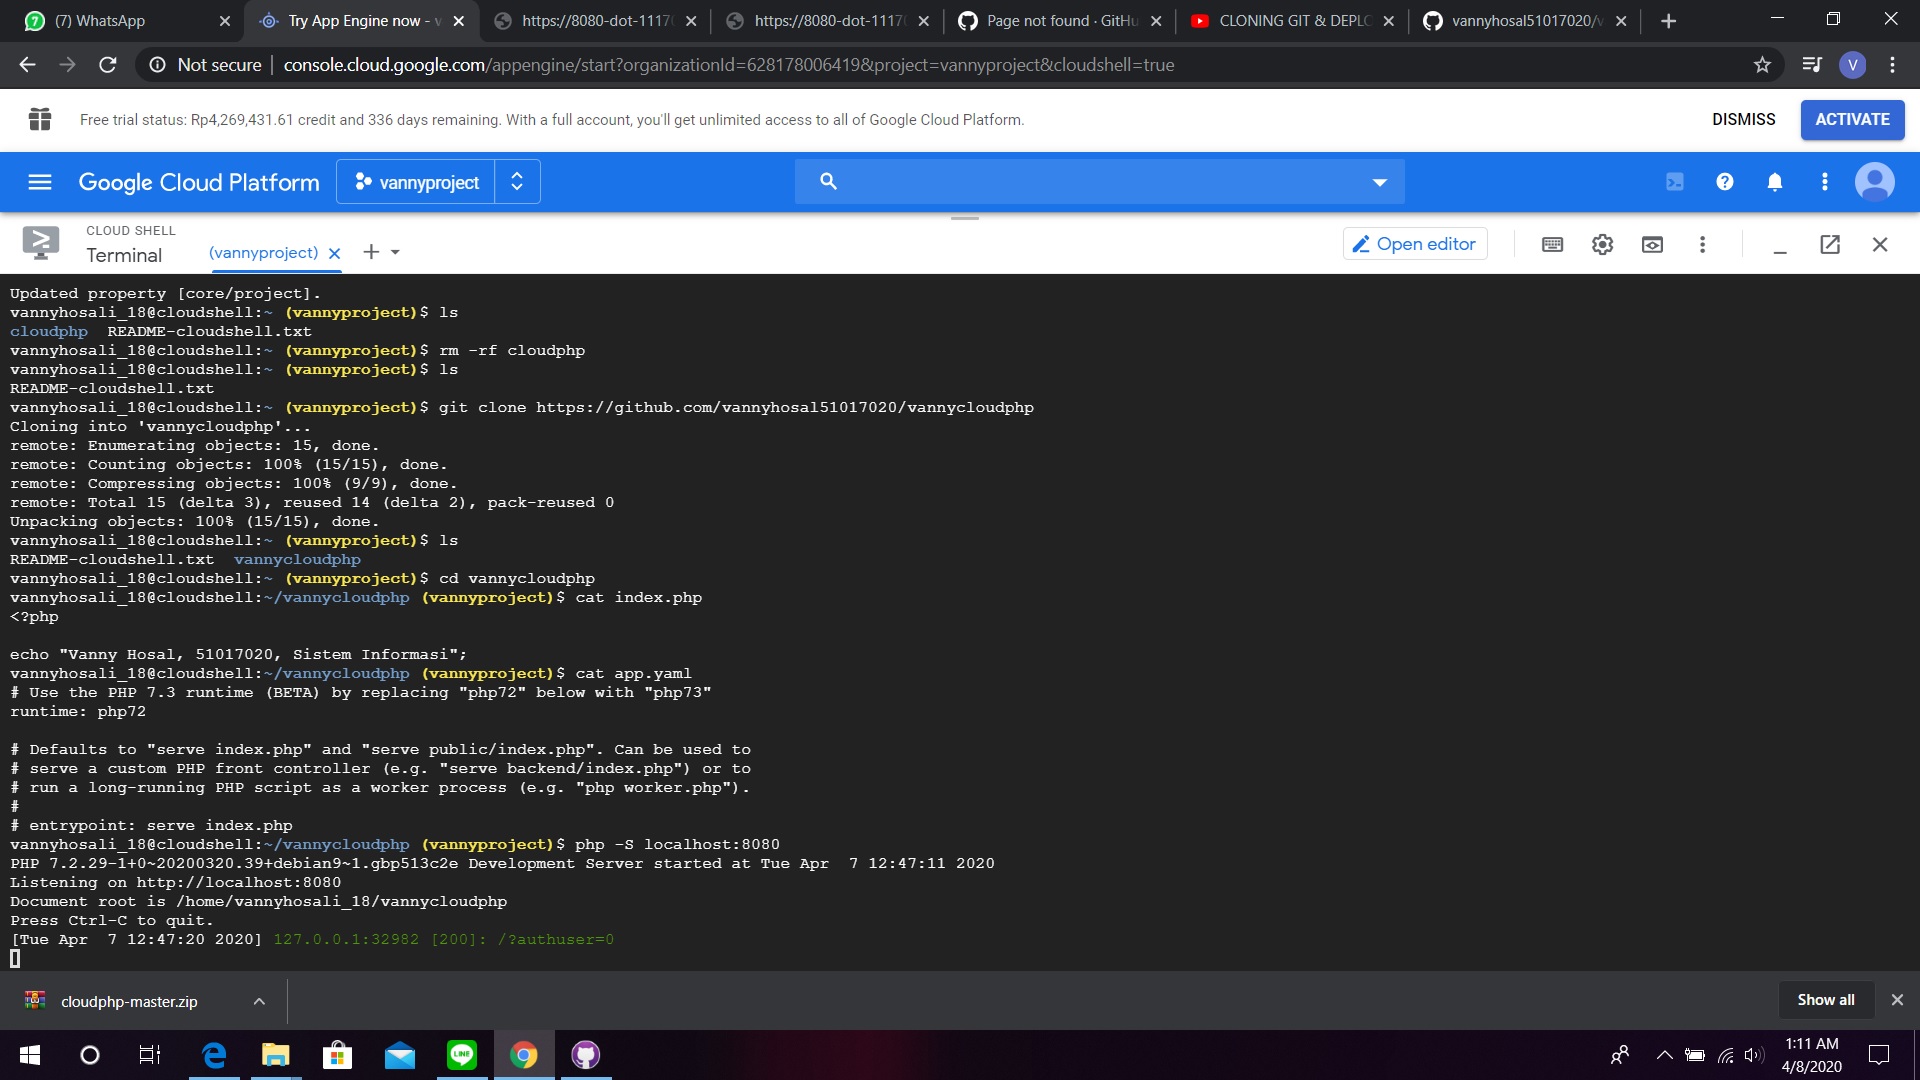 (7) WhatsApp
Try App Engine now - v
https://8080-dot-1117
https://8080-dot-1117
Page not found · GitHu
CLONING GIT & DEPLO
vannyhosal51017020/v
Not secure | console.cloud.google.com/appengine/start?organizationId=628178006419&project=vannyproject&cloudshell=true
V
Free trial status: Rp4,269,431.61 credit and 336 days remaining. With a full account, you'll get unlimited access to all of Google Cloud Platform.
DISMISS
ACTIVATE
Google Cloud Platform
vannyproject
CLOUD SHELL
Terminal
(vannyproject)
Open editor
Updated property [core/project].
vannyhosali_18@cloudshell:~ (vannyproject)$ ls
cloudphp  README-cloudshell.txt
vannyhosali_18@cloudshell:~ (vannyproject)$ rm -rf cloudphp
vannyhosali_18@cloudshell:~ (vannyproject)$ ls
README-cloudshell.txt
vannyhosali_18@cloudshell:~ (vannyproject)$ git clone https://github.com/vannyhosal51017020/vannycloudphp
Cloning into 'vannycloudphp'...
remote: Enumerating objects: 15, done.
remote: Counting objects: 100% (15/15), done.
remote: Compressing objects: 100% (9/9), done.
remote: Total 15 (delta 3), reused 14 (delta 2), pack-reused 0
Unpacking objects: 100% (15/15), done.
vannyhosali_18@cloudshell:~ (vannyproject)$ ls
README-cloudshell.txt  vannycloudphp
vannyhosali_18@cloudshell:~ (vannyproject)$ cd vannycloudphp
vannyhosali_18@cloudshell:~/vannycloudphp (vannyproject)$ cat index.php
<?php
echo "Vanny Hosal, 51017020, Sistem Informasi";
vannyhosali_18@cloudshell:~/vannycloudphp (vannyproject)$ cat app.yaml
# Use the PHP 7.3 runtime (BETA) by replacing "php72" below with "php73"
runtime: php72
# Defaults to "serve index.php" and "serve public/index.php". Can be used to
# serve a custom PHP front controller (e.g. "serve backend/index.php") or to
# run a long-running PHP script as a worker process (e.g. "php worker.php").
#
# entrypoint: serve index.php
vannyhosali_18@cloudshell:~/vannycloudphp (vannyproject)$ php -S localhost:8080
PHP 7.2.29-1+0~20200320.39+debian9~1.gbp513c2e Development Server started at Tue Apr  7 12:47:11 2020
Listening on http://localhost:8080
Document root is /home/vannyhosali_18/vannycloudphp
Press Ctrl-C to quit.
[Tue Apr  7 12:47:20 2020] 127.0.0.1:32982 [200]: /?authuser=0
cloudphp-master.zip
Show all
LINE
1:11 AM
4/8/2020